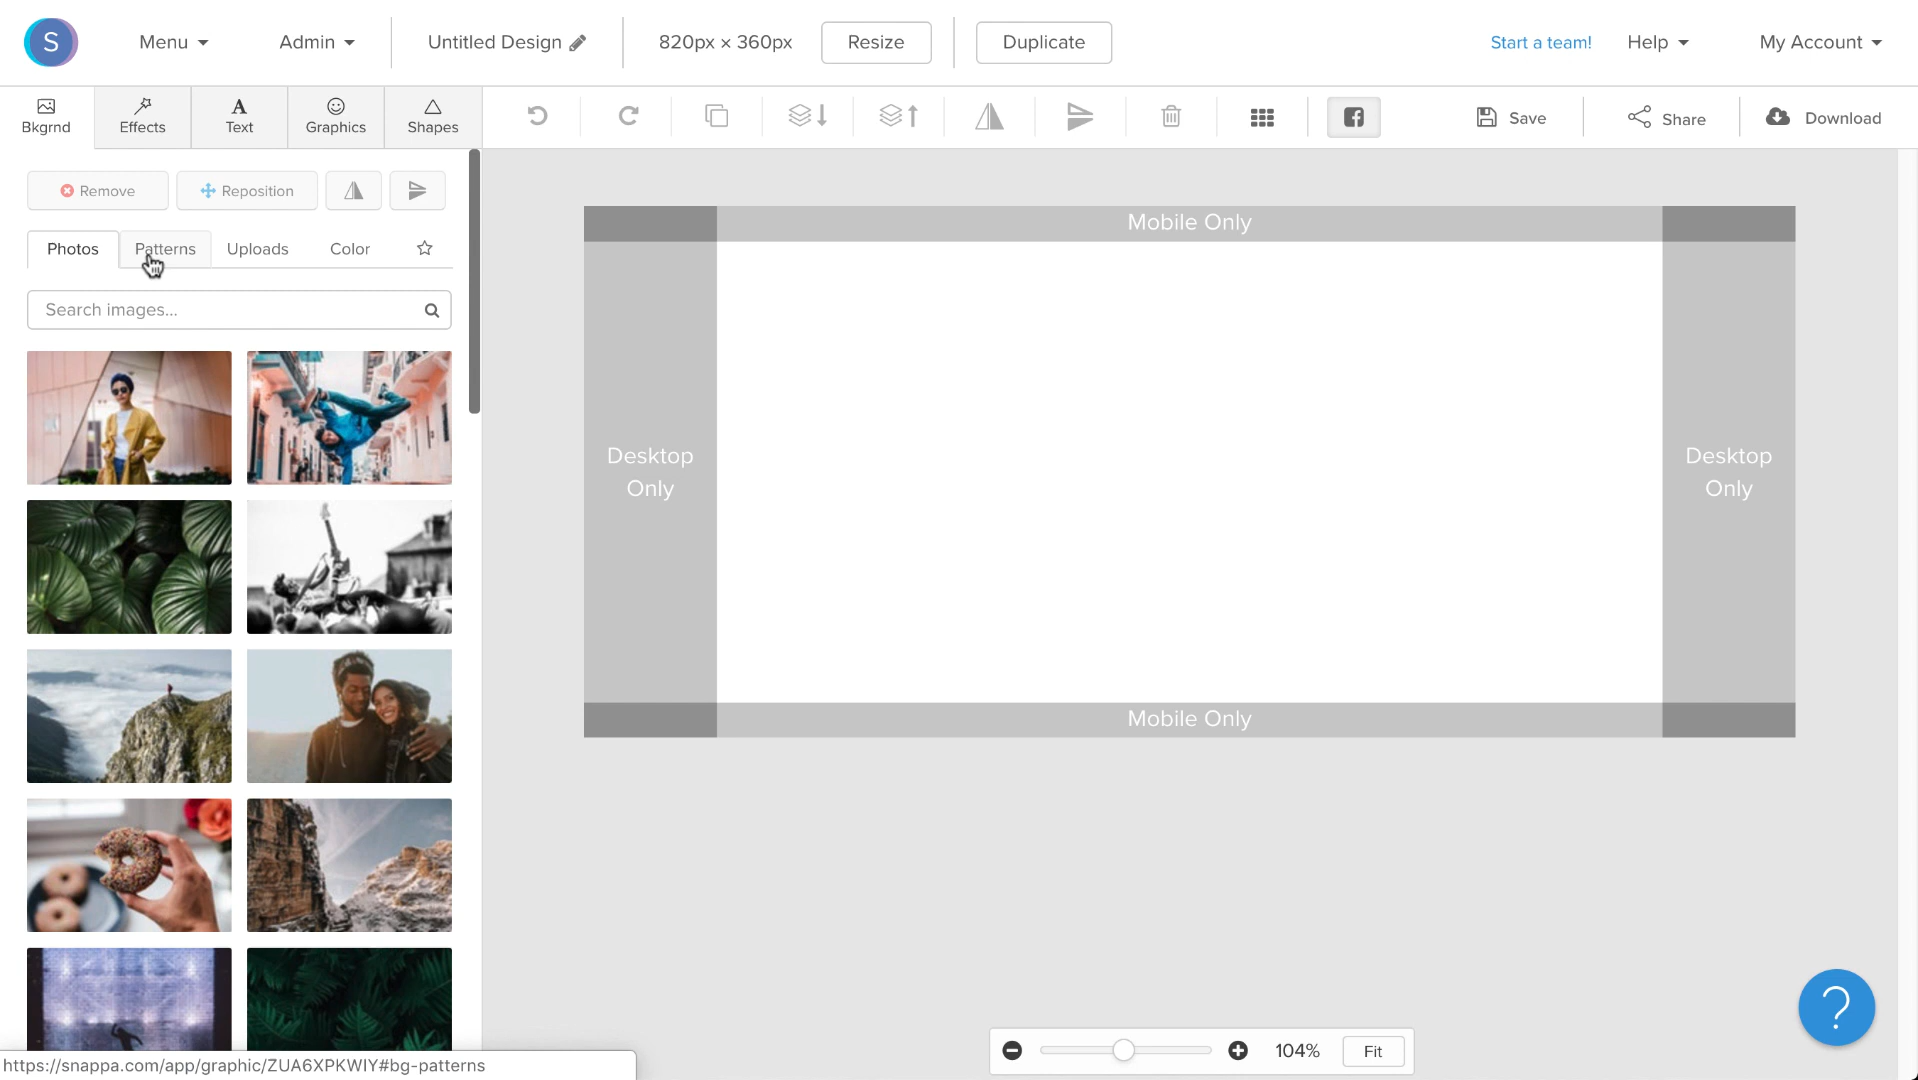 S
Menu
Admin
Untitled Design
820px × 360px
Resize
Duplicate
Start a team!
Help
My Account
Bkgrnd
Effects
Text
Graphics
Shapes
Save
Share
Download
Remove
Reposition
Photos
Patterns
Uploads
Color
Search images...
Mobile Only
Desktop
Only
Desktop
Only
Mobile Only
104%
Fit
?
https://snappa.com/app/graphic/ZUA6XPKWIY#bg-patterns